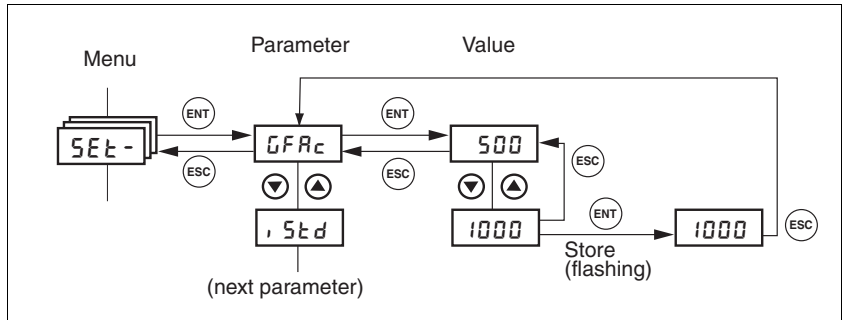 Menu
Parameter
Value
SEt-
ENT
ESC
GFAc
ENT
ESC
500
ESC
iStd
1000
ENT
Store
(flashing)
1000
ESC
(next parameter)